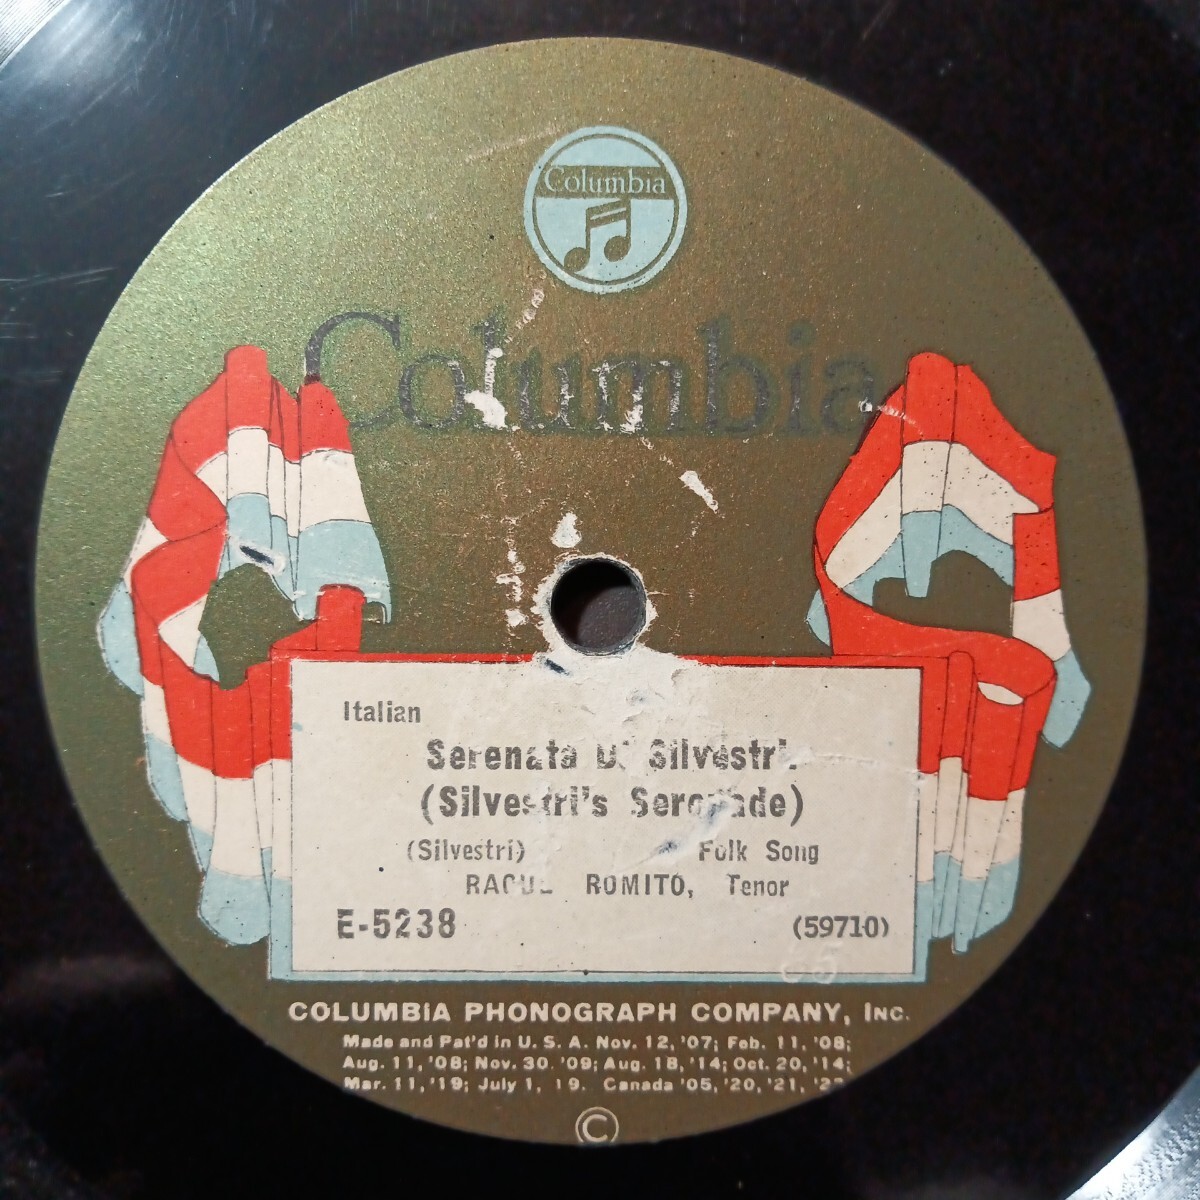 Columbia
Columbia
Italian
Serenata Di Silvestri
(Silvestri's Serenade)
(Silvestri) Folk Song
RAOUL ROMITO, Tenor
E-5238 (59710)
C5
COLUMBIA PHONOGRAPH COMPANY, INC.
Made and Pat'd in U. S. A. Nov. 12, '07; Feb. 11, '08;
Aug. 11, '08; Nov. 30. '09; Aug. 18, '14; Oct. 20, '14;
Mar. 11, '19; July 1, 19. Canada '05, '20, '21, '22
©